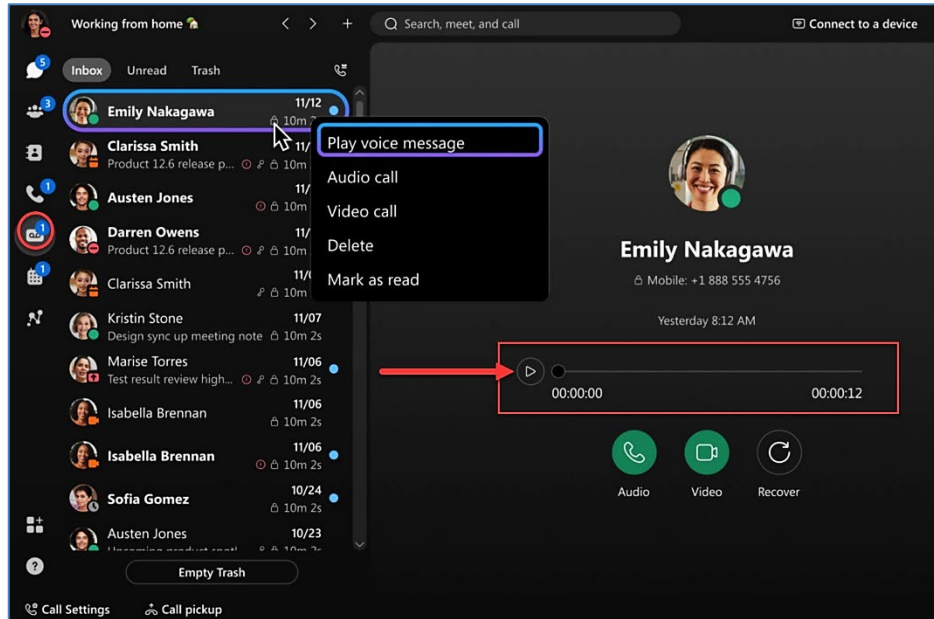 Working from home
Search, meet, and call
Connect to a device
5
Inbox Unread Trash
3
Emily Nakagawa 11/12
10m
Clarissa Smith 11/
Product 12.6 release p... 10m
1
Austen Jones 11/
10m
1
Darren Owens 11/
Product 12.6 release p... 10m
1
Clarissa Smith 11/
10m
Kristin Stone 11/07
Design sync up meeting note 10m 2s
Marise Torres 11/06
Test result review high... 10m 2s
Isabella Brennan 11/06
10m 2s
Isabella Brennan 11/06
10m 2s
Sofia Gomez 10/24
10m 2s
Austen Jones 10/23
Empty Trash
Call Settings Call pickup
Play voice message
Audio call
Video call
Delete
Mark as read
Emily Nakagawa
Mobile: +1 888 555 4756
Yesterday 8:12 AM
00:00:00 00:00:12
Audio Video Recover